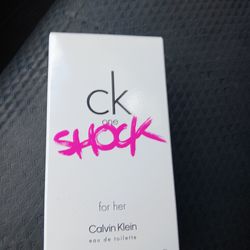 ck
one
SHOCK
for her
Calvin Klein
eau de toilette